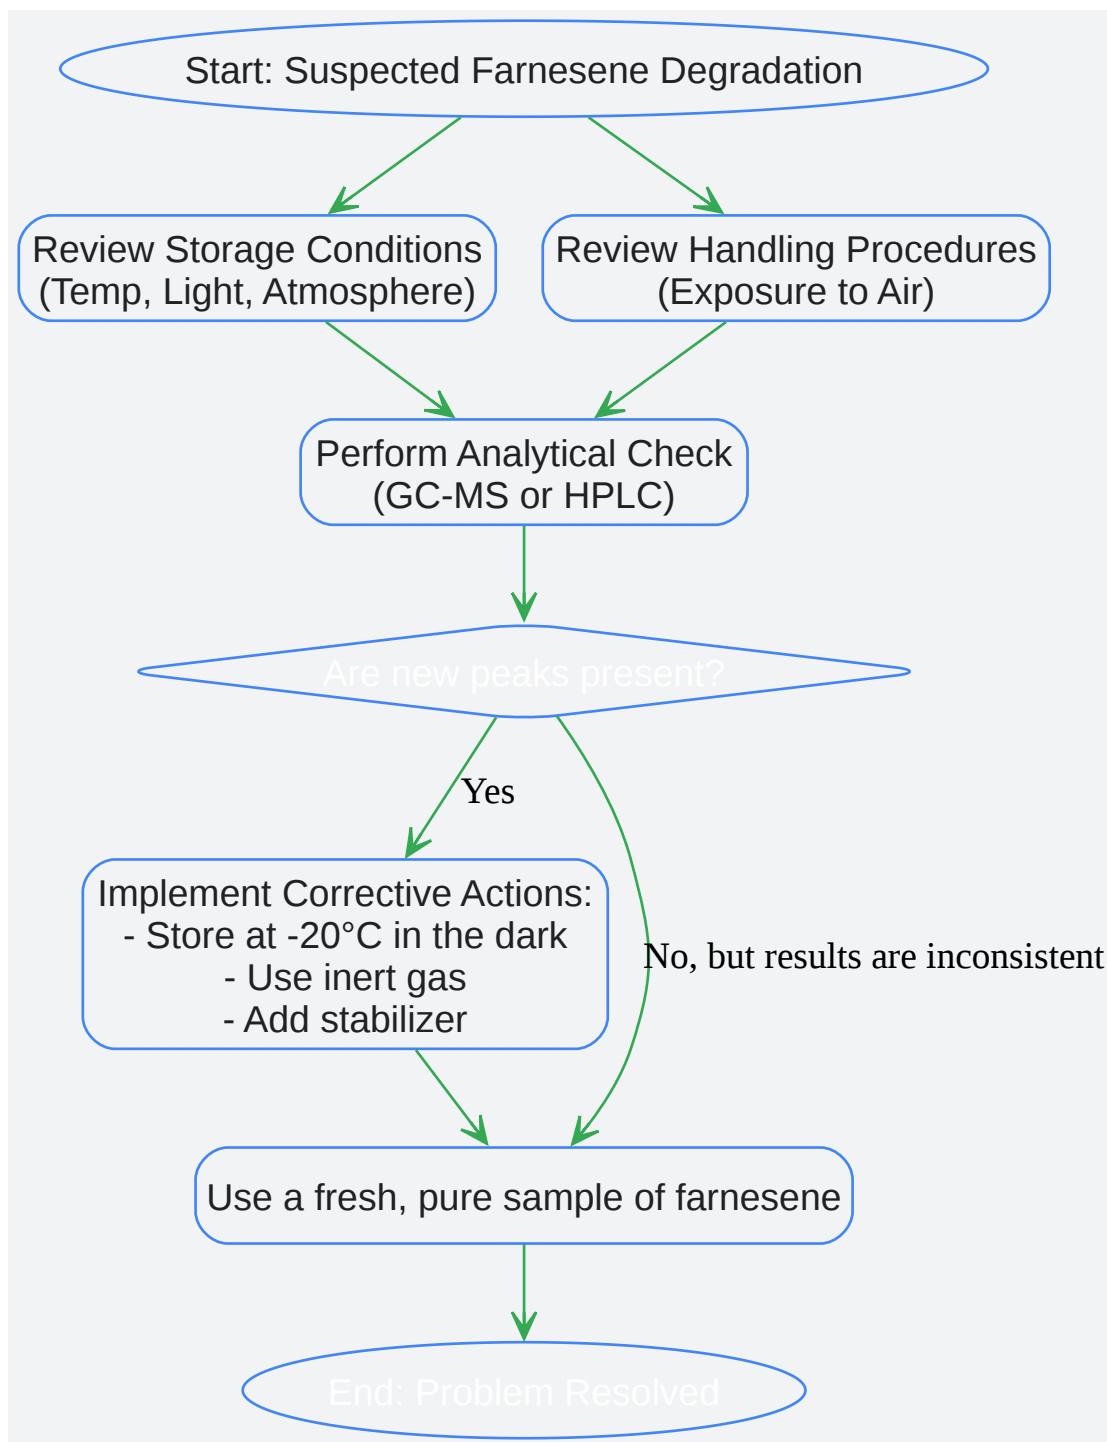 Start: Suspected Farnesene Degradation
Review Storage Conditions
(Temp, Light, Atmosphere)
Review Handling Procedures
(Exposure to Air)
Perform Analytical Check
(GC-MS or HPLC)
Are new peaks present?
Yes
Implement Corrective Actions:
- Store at -20°C in the dark
- Use inert gas
- Add stabilizer
No, but results are inconsistent
Use a fresh, pure sample of farnesene
End: Problem Resolved